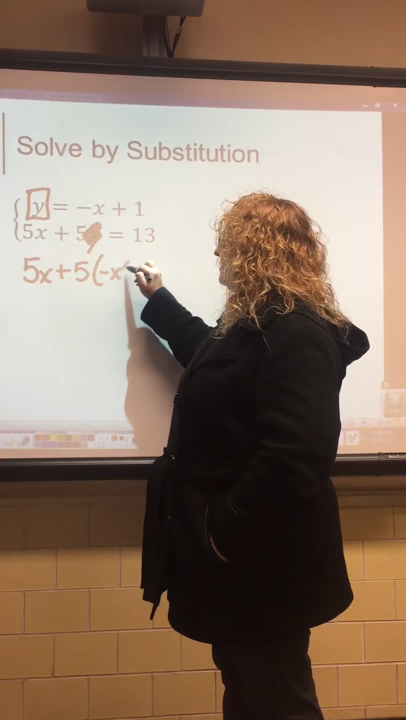 Solve by Substitution
y = −x + 1
5x + 5 = 13
5x+5(-x